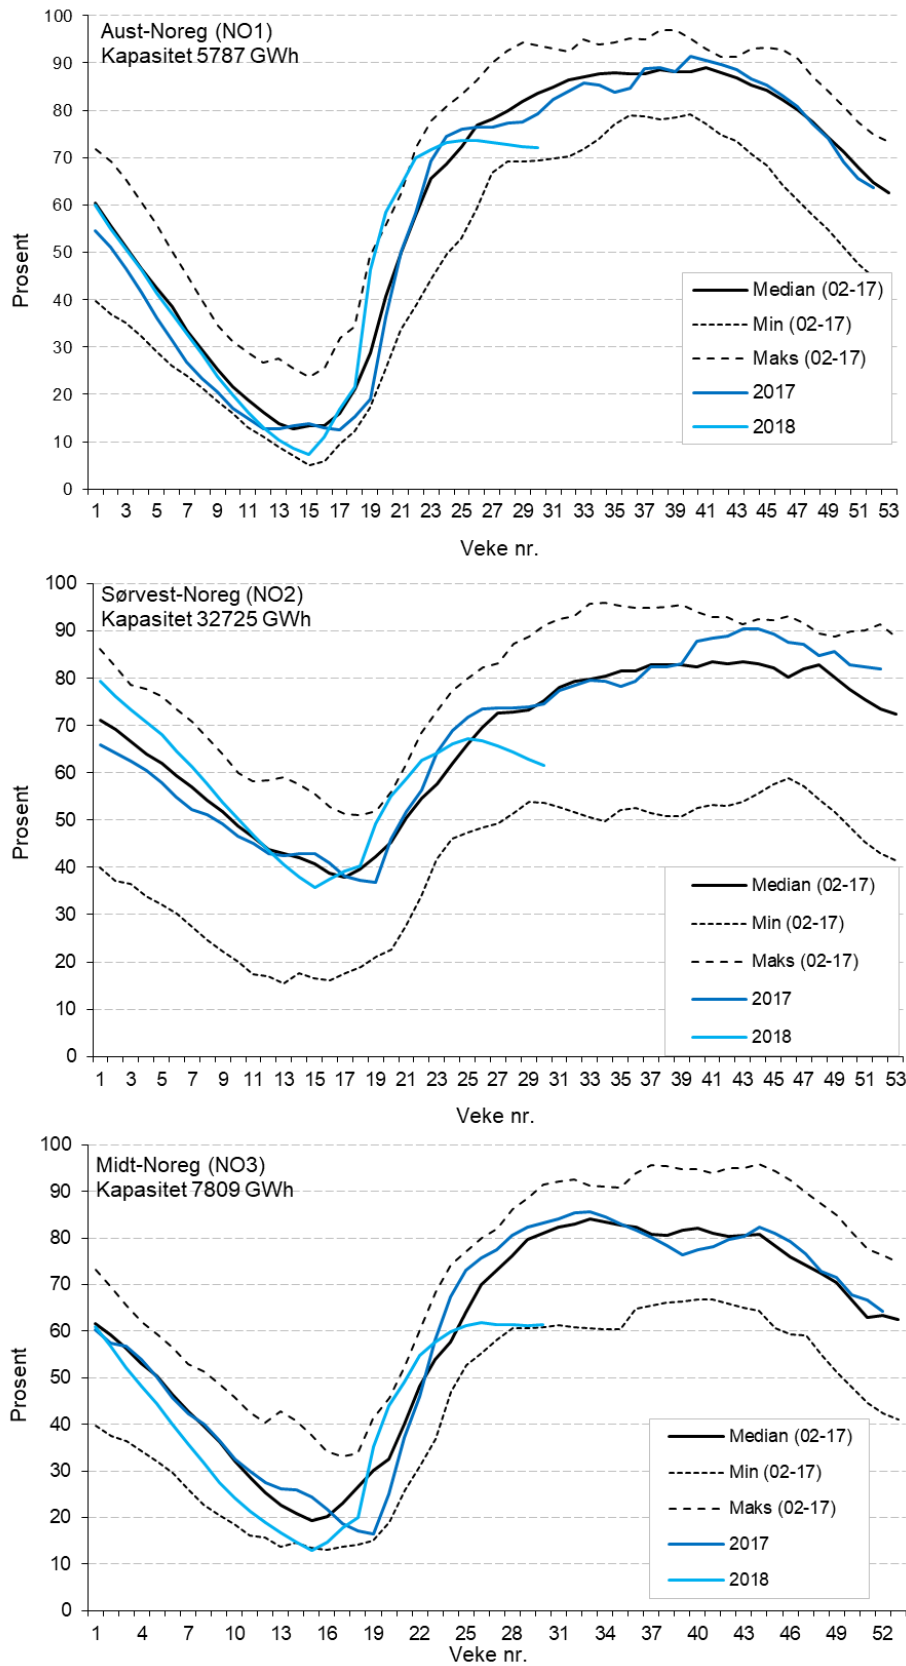 Aust-Noreg (NO1)
Kapasitet 5787 GWh
Prosent
100
90
80
70
60
50
40
30
20
10
0
Median (02-17)
Min (02-17)
Maks (02-17)
2017
2018
1 3 5 7 9 11 13 15 17 19 21 23 25 27 29 31 33 35 37 39 41 43 45 47 49 51 53
Veke nr.
Sørvest-Noreg (NO2)
Kapasitet 32725 GWh
Prosent
100
90
80
70
60
50
40
30
20
10
0
Median (02-17)
Min (02-17)
Maks (02-17)
2017
2018
1 3 5 7 9 11 13 15 17 19 21 23 25 27 29 31 33 35 37 39 41 43 45 47 49 51 53
Veke nr.
Midt-Noreg (NO3)
Kapasitet 7809 GWh
Prosent
100
90
80
70
60
50
40
30
20
10
0
Median (02-17)
Min (02-17)
Maks (02-17)
2017
2018
1 4 7 10 13 16 19 22 25 28 31 34 37 40 43 46 49 52
Veke nr.